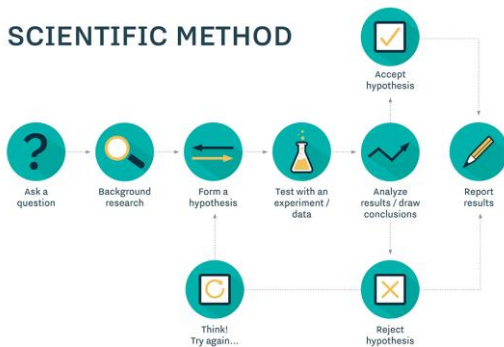 SCIENTIFIC METHOD
Accept
hypothesis
Ask a
question
Background
research
Form a
hypothesis
Test with an
experiment /
data
Analyze
results / draw
conclusions
Report
results
Think!
Try again...
Reject
hypothesis